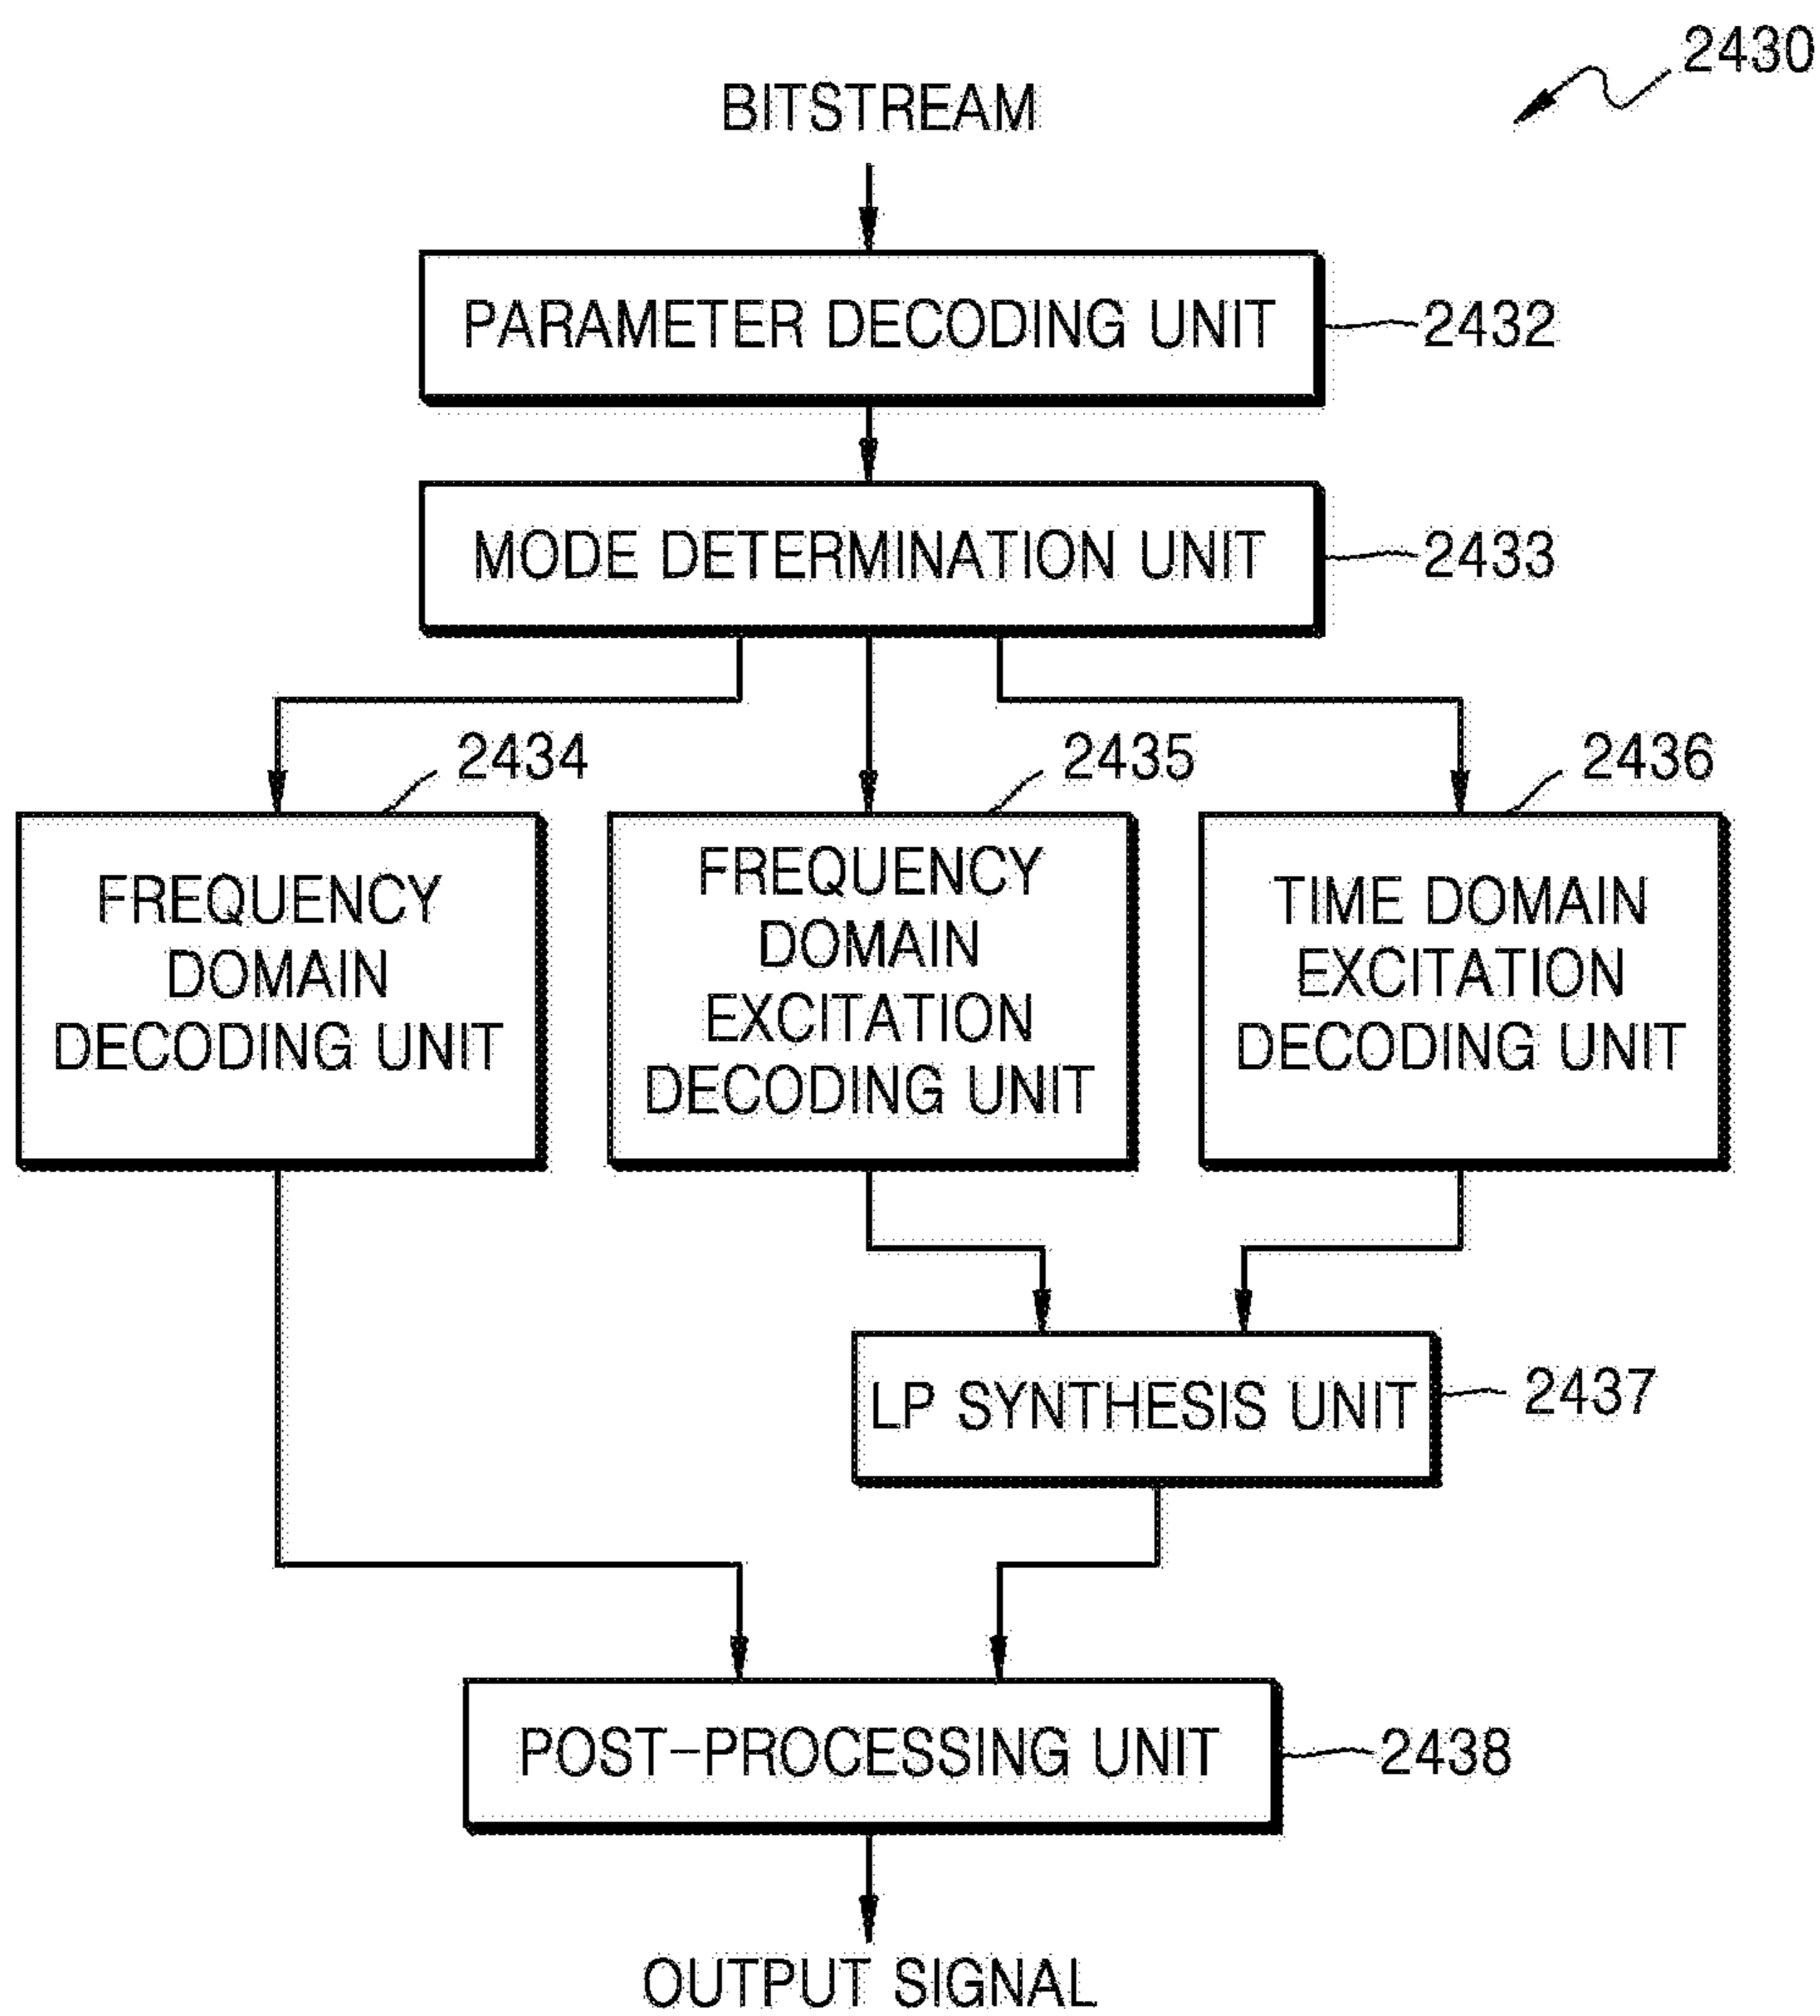 2430
BITSTREAM
PARAMETER DECODING UNIT
2432
MODE DETERMINATION UNIT
2433
2434
2435
2436
FREQUENCY
DOMAIN
DECODING UNIT
FREQUENCY
DOMAIN
EXCITATION
DECODING UNIT
TIME DOMAIN
EXCITATION
DECODING UNIT
LP SYNTHESIS UNIT
2437
POST-PROCESSING UNIT
2438
OUTPUT SIGNAL